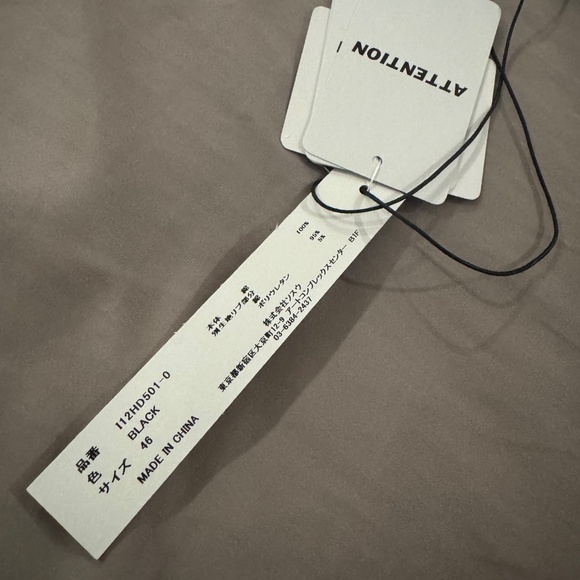 ATTENTION
品番 I12HD501-0
色 BLACK
サイズ 46
MADE IN CHINA
本体 綿 100%
別生地リブ部分 綿 95%
ポリウレタン 5%
株式会社ソスウ
東京都新宿区大京町12-9 アートコンプレックスセンター B1F
03-6384-2437